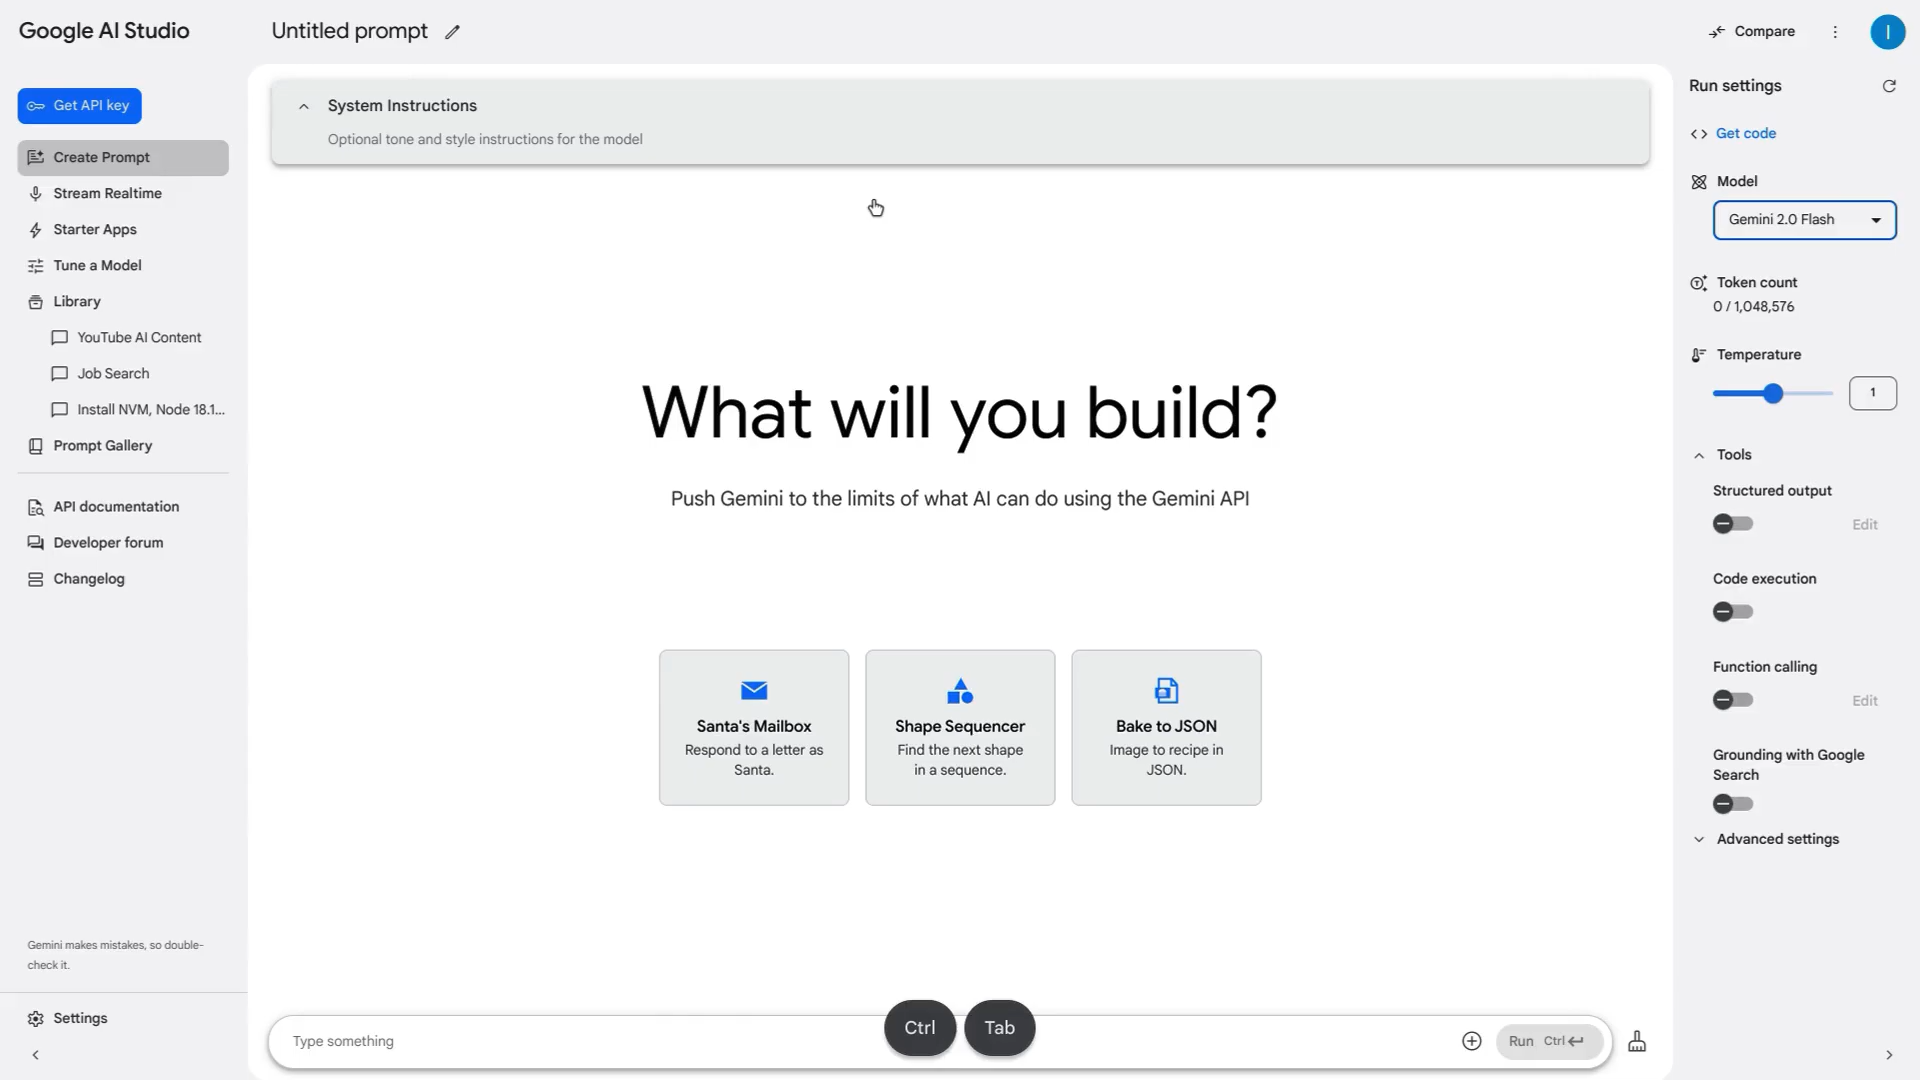 Google AI Studio
Untitled prompt
Compare
I
Get API key
Create Prompt
Stream Realtime
Starter Apps
Tune a Model
Library
YouTube AI Content
Job Search
Install NVM, Node 18.1...
Prompt Gallery
API documentation
Developer forum
Changelog
Gemini makes mistakes, so double-
check it.
Settings
System Instructions
Optional tone and style instructions for the model
What will you build?
Push Gemini to the limits of what AI can do using the Gemini API
Santa's Mailbox
Respond to a letter as
Santa.
Shape Sequencer
Find the next shape
in a sequence.
Bake to JSON
Image to recipe in
JSON.
Type something
Ctrl
Tab
Run Ctrl
Run settings
Get code
Model
Gemini 2.0 Flash
Token count
0 / 1,048,576
Temperature
1
Tools
Structured output
Edit
Code execution
Function calling
Edit
Grounding with Google
Search
Advanced settings